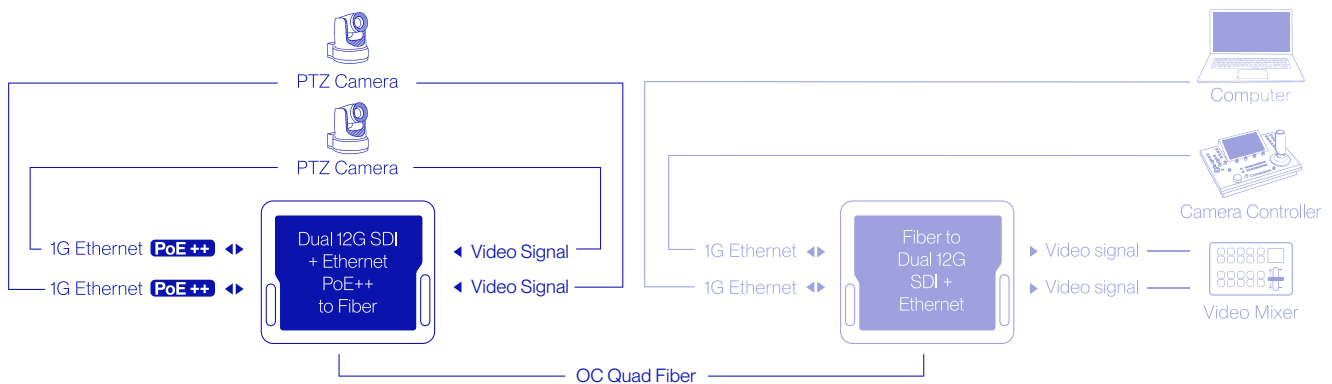 PTZ Camera
PTZ Camera
1G Ethernet PoE ++
1G Ethernet PoE ++
Dual 12G SDI
+ Ethernet
PoE++
to Fiber
Video Signal
Video Signal
Computer
Camera Controller
1G Ethernet
1G Ethernet
Fiber to
Dual 12G
SDI +
Ethernet
Video signal
Video signal
Video Mixer
OC Quad Fiber